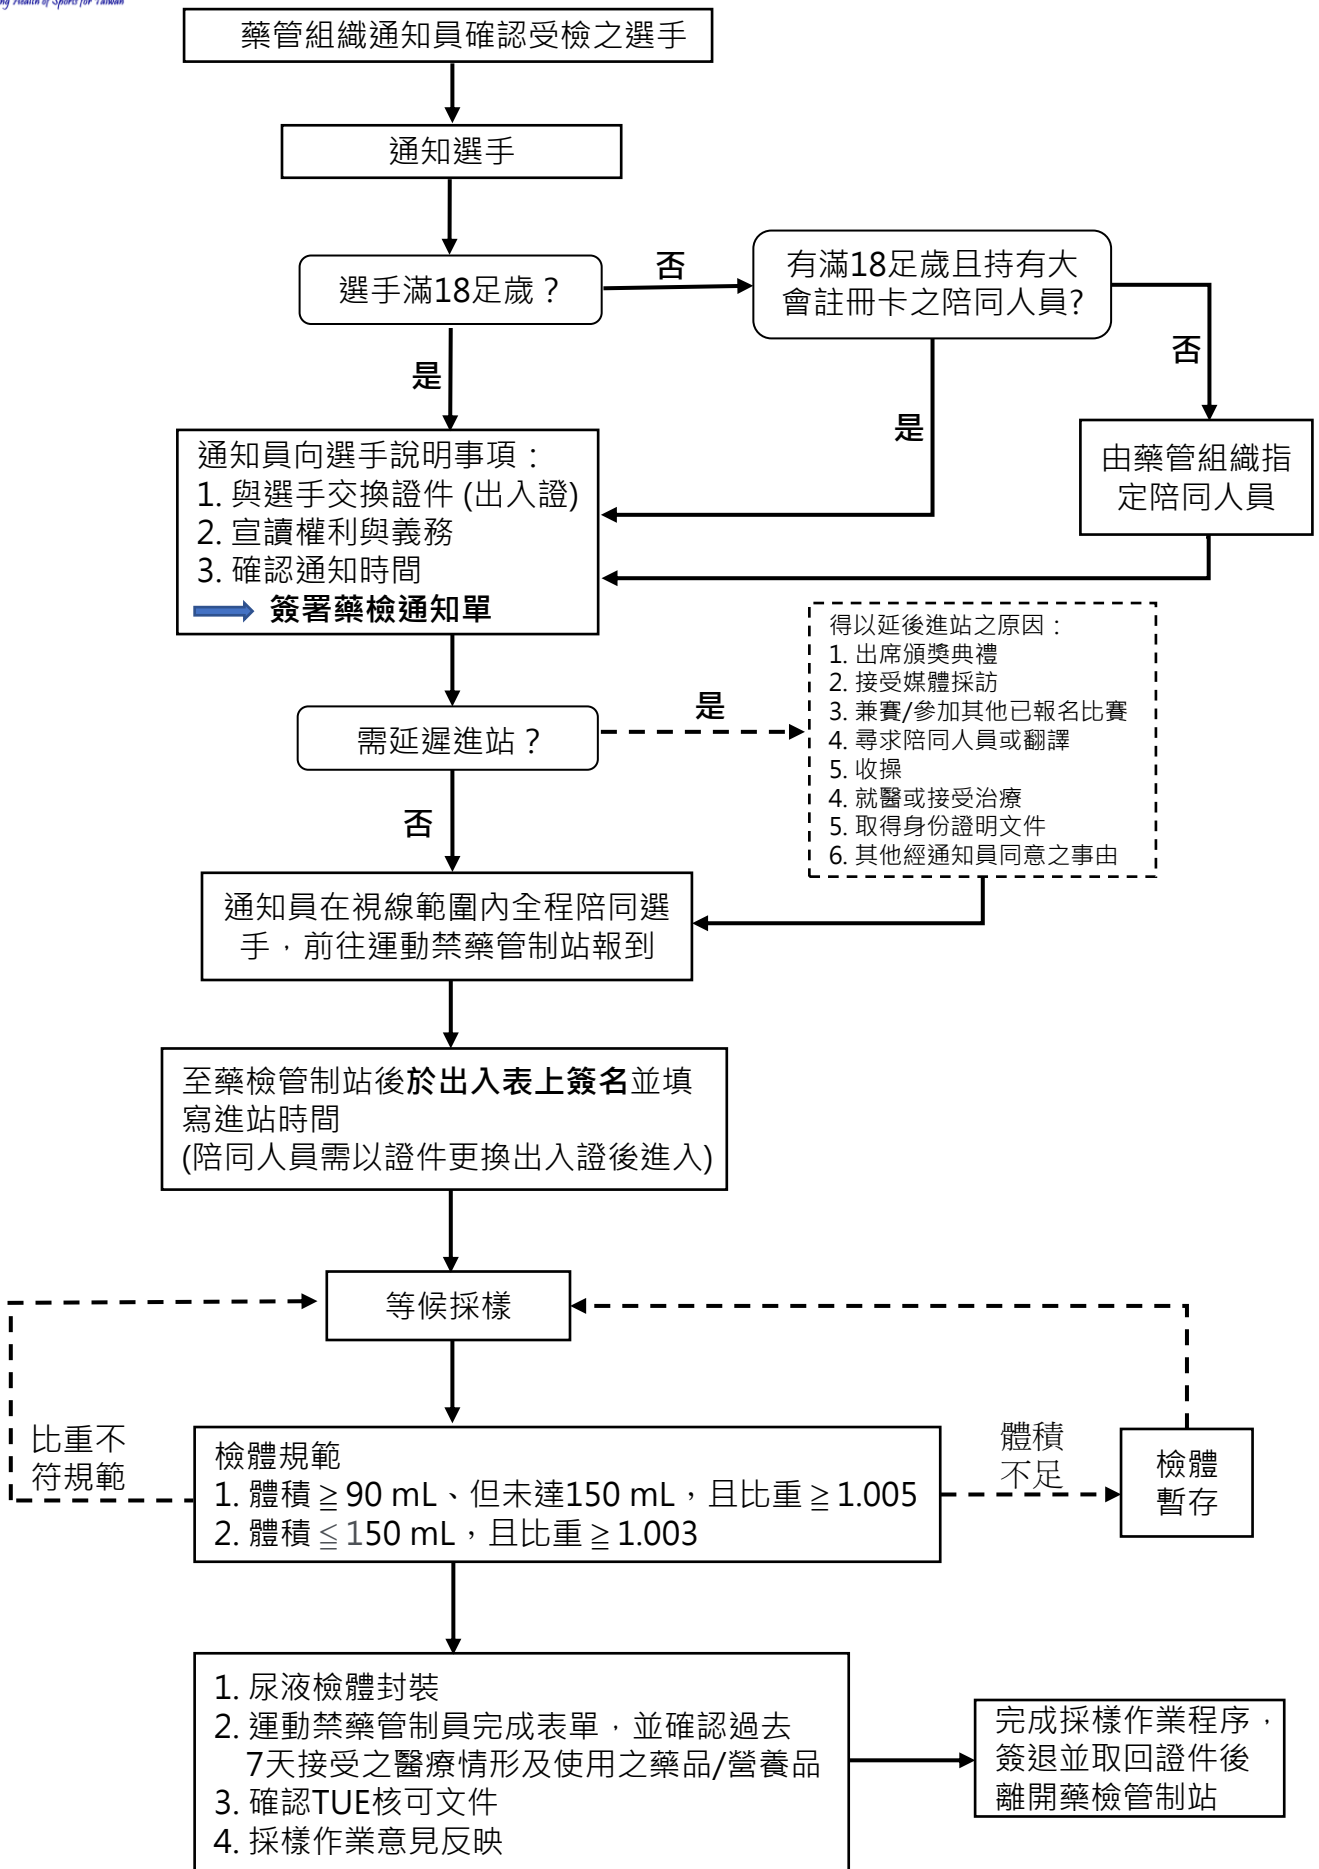 ing Health of Sports for Taiwan
藥管組織通知員確認受檢之選手
通知選手
選手滿18足歲？
否
有滿18足歲且持有大
會註冊卡之陪同人員?
否
是
是
由藥管組織指
定陪同人員
通知員向選手說明事項：
1. 與選手交換證件 (出入證)
2. 宣讀權利與義務
3. 確認通知時間
簽署藥檢通知單
需延遲進站？
是
得以延後進站之原因：
1. 出席頒獎典禮
2. 接受媒體採訪
3. 兼賽/參加其他已報名比賽
4. 尋求陪同人員或翻譯
5. 收操
4. 就醫或接受治療
5. 取得身份證明文件
6. 其他經通知員同意之事由
否
通知員在視線範圍內全程陪同選
手，前往運動禁藥管制站報到
至藥檢管制站後於出入表上簽名並填
寫進站時間
(陪同人員需以證件更換出入證後進入)
等候採樣
比重不
符規範
檢體規範
1. 體積≧90 mL、但未達150 mL，且比重≧1.005
2. 體積≦150 mL，且比重≧1.003
體積
不足
檢體
暫存
1. 尿液檢體封裝
2. 運動禁藥管制員完成表單，並確認過去
7天接受之醫療情形及使用之藥品/營養品
3. 確認TUE核可文件
4. 採樣作業意見反映
完成採樣作業程序，
簽退並取回證件後
離開藥檢管制站